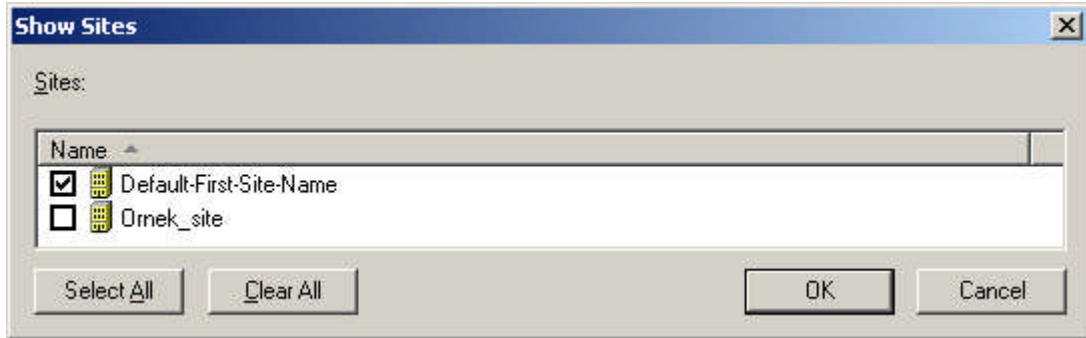 Show Sites
Sites:
Name
Default-First-Site-Name
Ornek_site
Select All Clear All OK Cancel